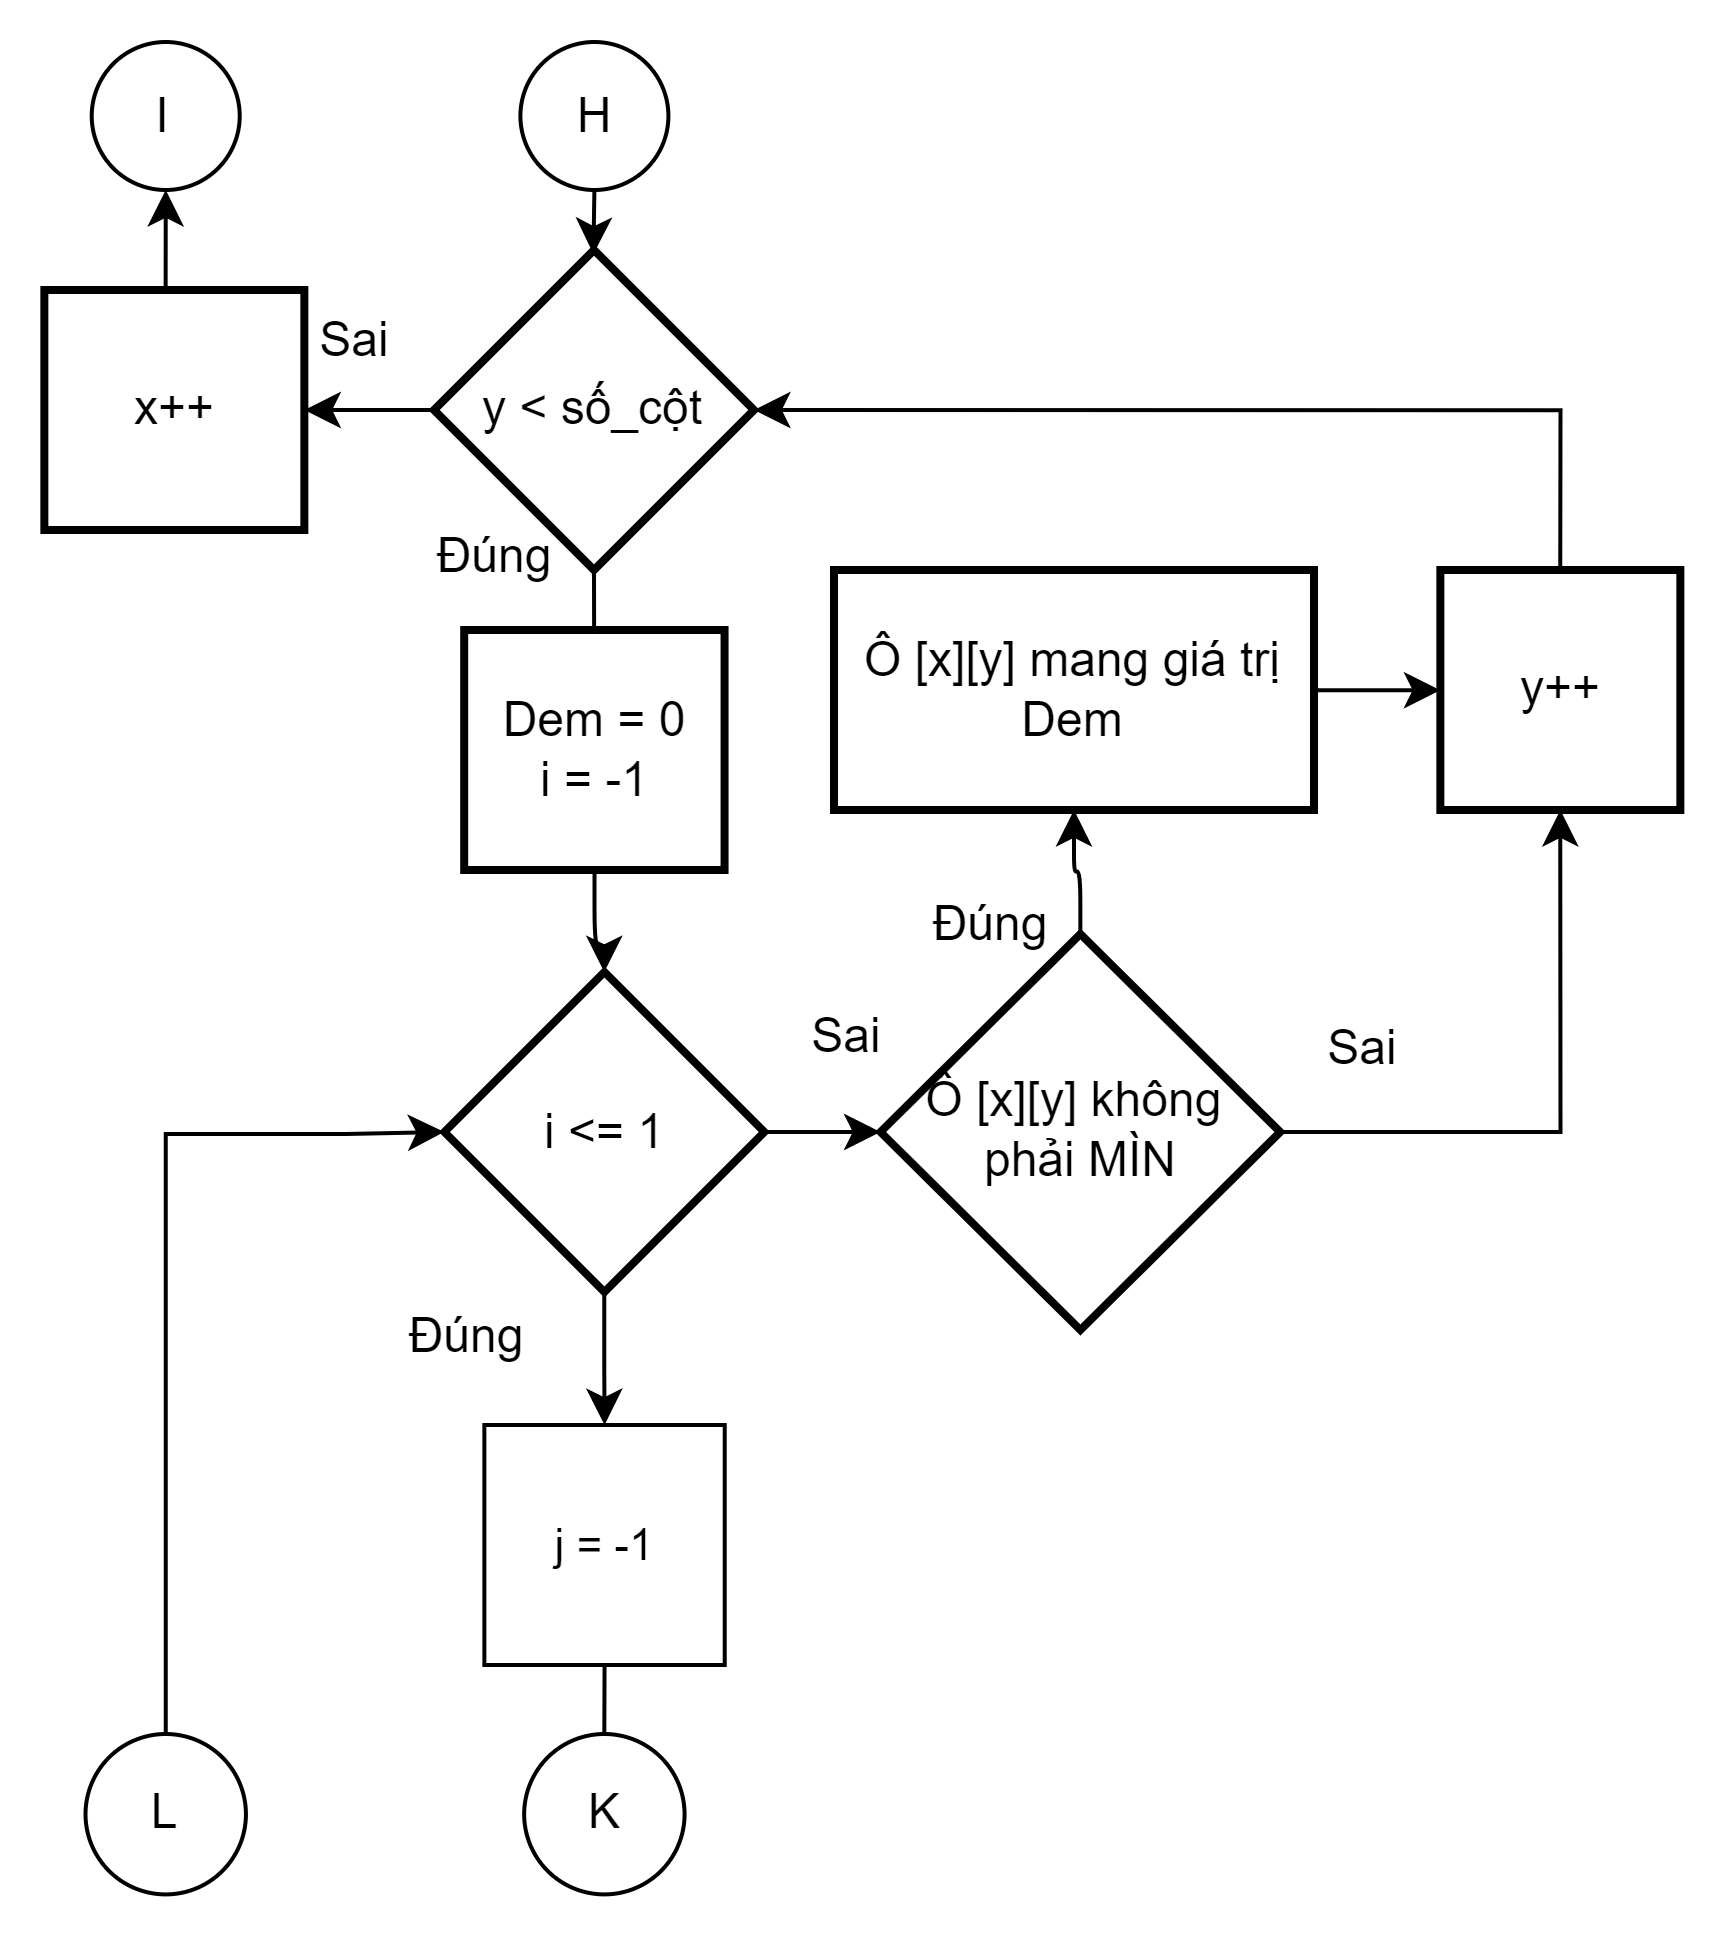 I
H
Sai
x++
y < số_cột
Đúng
Dem = 0
i = -1
Ô [x][y] mang giá trị
Dem
y++
Đúng
Sai
Sai
i <= 1
Ô [x][y] không
phải MÌN
Đúng
j = -1
L
K